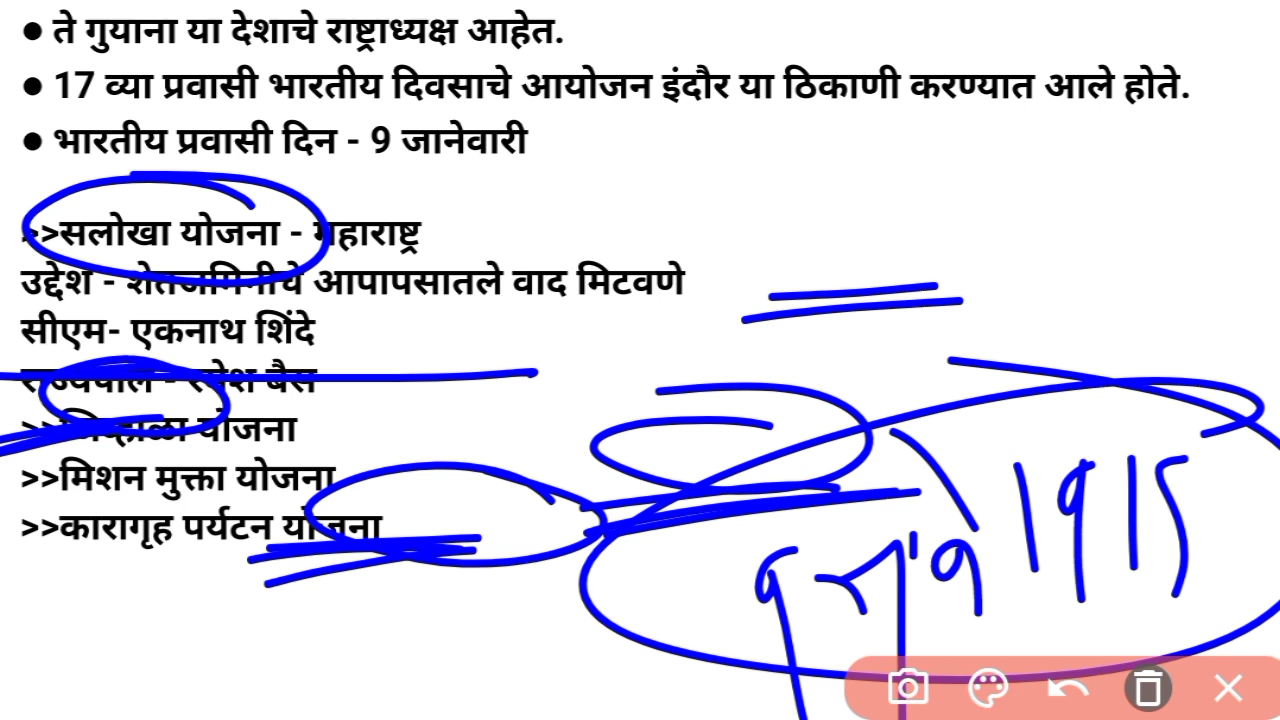 ● ते गुयाना या देशाचे राष्ट्राध्यक्ष आहेत.
● 17 व्या प्रवासी भारतीय दिवसाचे आयोजन इंदौर या ठिकाणी करण्यात आले होते.
● भारतीय प्रवासी दिन - 9 जानेवारी
>>सलोखा योजना - महाराष्ट्र
उद्देश - शेतजमिनीचे आपापसातले वाद मिटवणे
सीएम- एकनाथ शिंदे
राज्यपाल - रमेश बैस
>>जिव्हाळा योजना
>>मिशन मुक्ता योजना
>>कारागृह पर्यटन योजना
1915